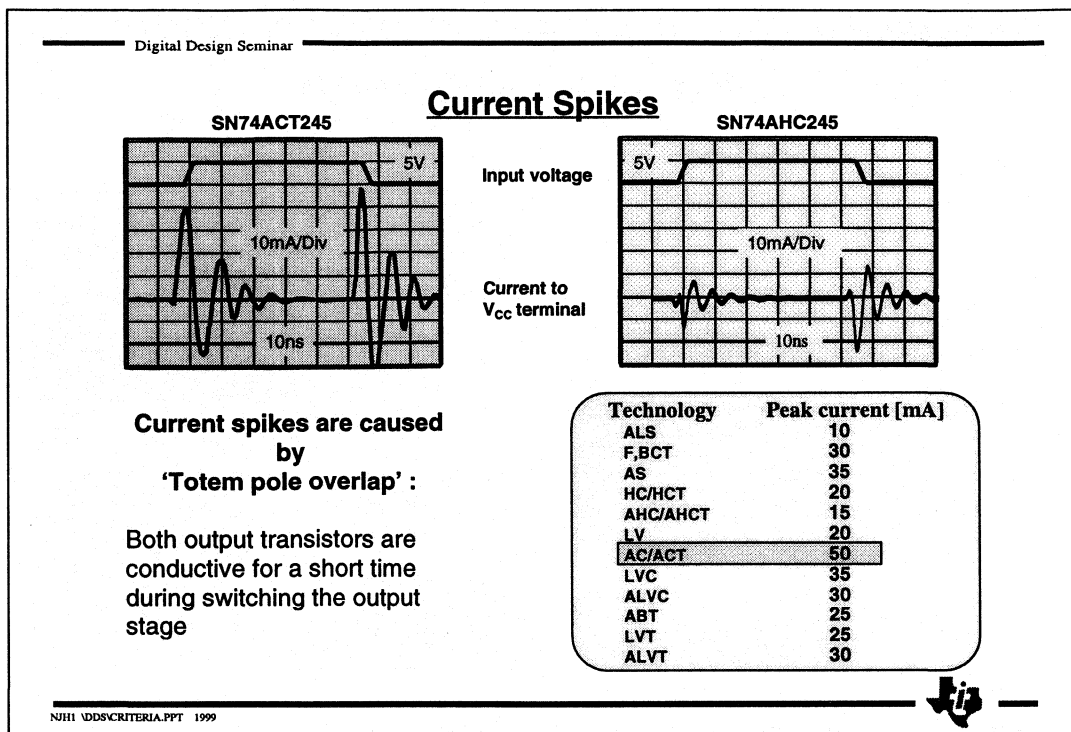 Digital Design Seminar
Current Spikes
SN74ACT245
5V
10mA/Div
10ns
Input voltage
Current to
VCC terminal
SN74AHC245
5V
10mA/Div
10ns
Current spikes are caused
by
‘Totem pole overlap’ :
Both output transistors are
conductive for a short time
during switching the output
stage
Technology Peak current [mA]
ALS 10
F,BCT 30
AS 35
HC/HCT 20
AHC/AHCT 15
LV 20
AC/ACT 50
LVC 35
ALVC 30
ABT 25
LVT 25
ALVT 30
NJH1 \DDS\CRITERIA.PPT 1999
ti